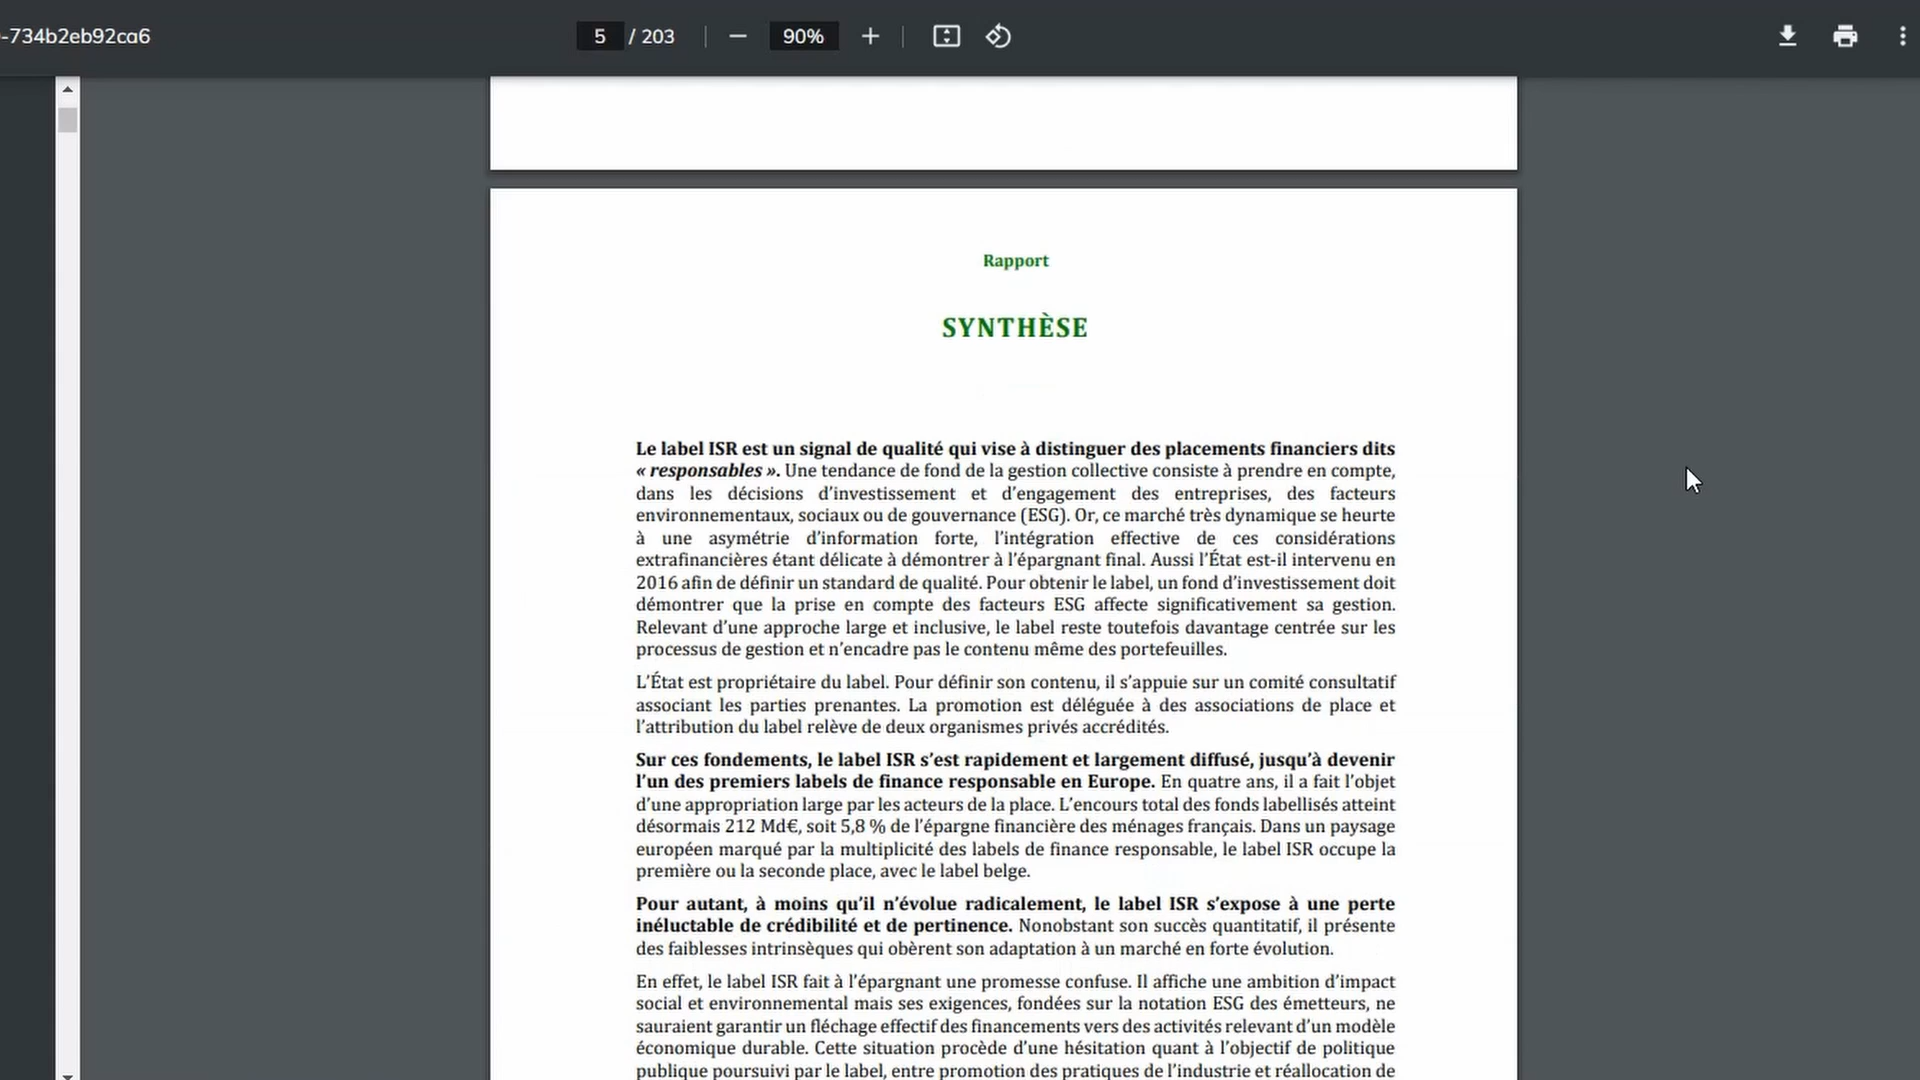 -734b2eb92ca6
5 / 203
90%
Rapport
SYNTHÈSE
Le label ISR est un signal de qualité qui vise à distinguer des placements financiers dits
« responsables ». Une tendance de fond de la gestion collective consiste à prendre en compte,
dans les décisions d’investissement et d’engagement des entreprises, des facteurs
environnementaux, sociaux ou de gouvernance (ESG). Or, ce marché très dynamique se heurte
à une asymétrie d’information forte, l’intégration effective de ces considérations
extrafinancières étant délicate à démontrer à l’épargnant final. Aussi l’État est-il intervenu en
2016 afin de définir un standard de qualité. Pour obtenir le label, un fond d’investissement doit
démontrer que la prise en compte des facteurs ESG affecte significativement sa gestion.
Relevant d’une approche large et inclusive, le label reste toutefois davantage centrée sur les
processus de gestion et n’encadre pas le contenu même des portefeuilles.
L’État est propriétaire du label. Pour définir son contenu, il s’appuie sur un comité consultatif
associant les parties prenantes. La promotion est déléguée à des associations de place et
l’attribution du label relève de deux organismes privés accrédités.
Sur ces fondements, le label ISR s’est rapidement et largement diffusé, jusqu’à devenir
l’un des premiers labels de finance responsable en Europe. En quatre ans, il a fait l’objet
d’une appropriation large par les acteurs de la place. L’encours total des fonds labellisés atteint
désormais 212 Md€, soit 5,8 % de l’épargne financière des ménages français. Dans un paysage
européen marqué par la multiplicité des labels de finance responsable, le label ISR occupe la
première ou la seconde place, avec le label belge.
Pour autant, à moins qu’il n’évolue radicalement, le label ISR s’expose à une perte
inéluctable de crédibilité et de pertinence. Nonobstant son succès quantitatif, il présente
des faiblesses intrinsèques qui obèrent son adaptation à un marché en forte évolution.
En effet, le label ISR fait à l’épargnant une promesse confuse. Il affiche une ambition d’impact
social et environnemental mais ses exigences, fondées sur la notation ESG des émetteurs, ne
sauraient garantir un fléchage effectif des financements vers des activités relevant d’un modèle
économique durable. Cette situation procède d’une hésitation quant à l’objectif de politique
publique poursuivi par le label, entre promotion des pratiques de l’industrie et réallocation de